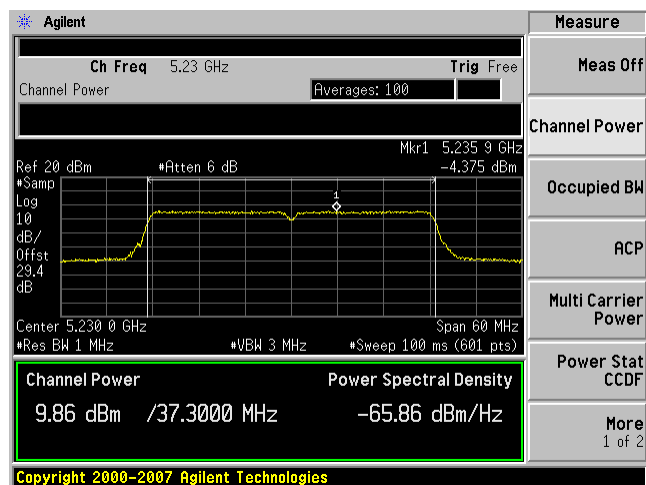 Agilent
Measure
Ch Freq 5.23 GHz Trig Free
Meas Off
Channel Power Averages: 100
Channel Power
Mkr1 5.235 9 GHz
Ref 20 dBm #Atten 6 dB -4.375 dBm
#Samp
Log
10
dB/
Offst
29.4
dB
1
Occupied BW
ACP
Multi Carrier
Power
Center 5.230 0 GHz Span 60 MHz
#Res BW 1 MHz #VBW 3 MHz #Sweep 100 ms (601 pts)
Power Stat
CCDF
Channel Power Power Spectral Density
9.86 dBm /37.3000 MHz -65.86 dBm/Hz
More
1 of 2
Copyright 2000-2007 Agilent Technologies